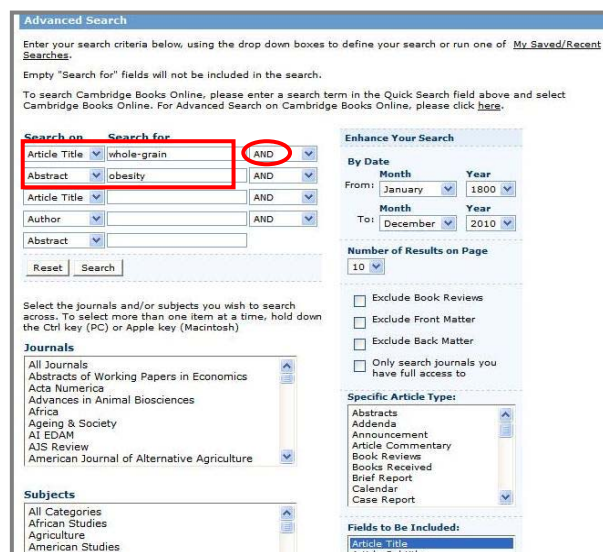 Advanced Search
Enter your search criteria below, using the drop down boxes to define your search or run one of My Saved/Recent
Searches.
Empty "Search for" fields will not be included in the search.
To search Cambridge Books Online, please enter a search term in the Quick Search field above and select
Cambridge Books Online. For Advanced Search on Cambridge Books Online, please click here.
Search on Search for
Article Title whole-grain AND
Abstract obesity AND
Article Title AND
Author AND
Abstract
Reset Search
Select the journals and/or subjects you wish to search
across. To select more than one item at a time, hold down
the Ctrl key (PC) or Apple key (Macintosh)
Journals
All Journals
Abstracts of Working Papers in Economics
Acta Numerica
Advances in Animal Biosciences
Africa
Ageing & Society
AI EDAM
AJS Review
American Journal of Alternative Agriculture
Subjects
All Categories
African Studies
Agriculture
American Studies
Enhance Your Search
By Date
Month Year
From: January 1800
Month Year
To: December 2010
Number of Results on Page
10
Exclude Book Reviews
Exclude Front Matter
Exclude Back Matter
Only search journals you
have full access to
Specific Article Type:
Abstracts
Addenda
Announcement
Article Commentary
Book Reviews
Books Received
Brief Report
Calendar
Case Report
Fields to Be Included:
Article Title